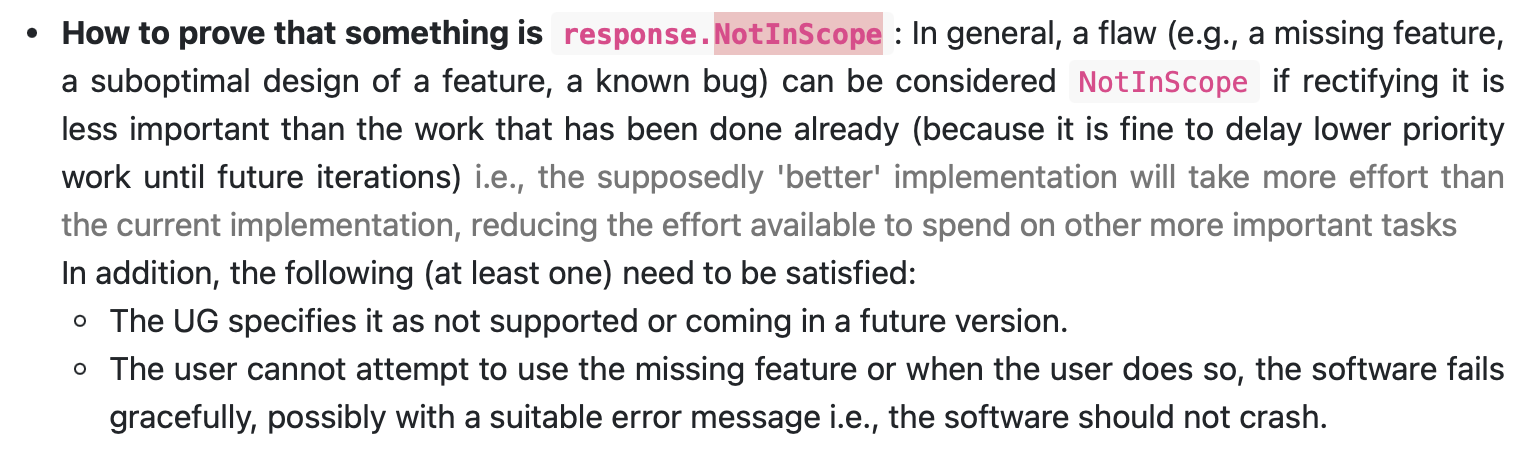 • How to prove that something is response.NotInScope : In general, a flaw (e.g., a missing feature,
a suboptimal design of a feature, a known bug) can be considered NotInScope if rectifying it is
less important than the work that has been done already (because it is fine to delay lower priority
work until future iterations) i.e., the supposedly 'better' implementation will take more effort than
the current implementation, reducing the effort available to spend on other more important tasks
In addition, the following (at least one) need to be satisfied:
◦ The UG specifies it as not supported or coming in a future version.
◦ The user cannot attempt to use the missing feature or when the user does so, the software fails
gracefully, possibly with a suitable error message i.e., the software should not crash.